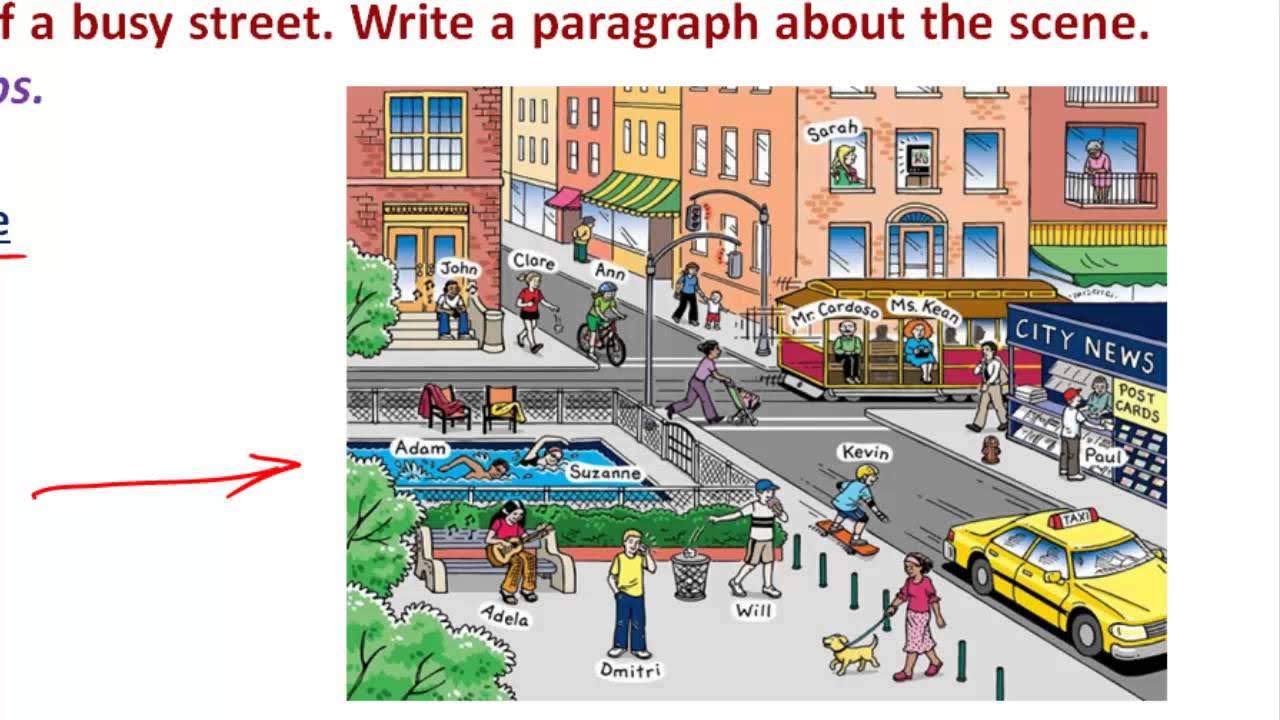 f a busy street. Write a paragraph about the scene.
os.
e
Sarah
John
Clare
Ann
Mr. Cardoso
Ms. Kean
CITY NEWS
POST
CARDS
Adam
Suzanne
Kevin
Paul
TAXI
Adela
Will
Dmitri